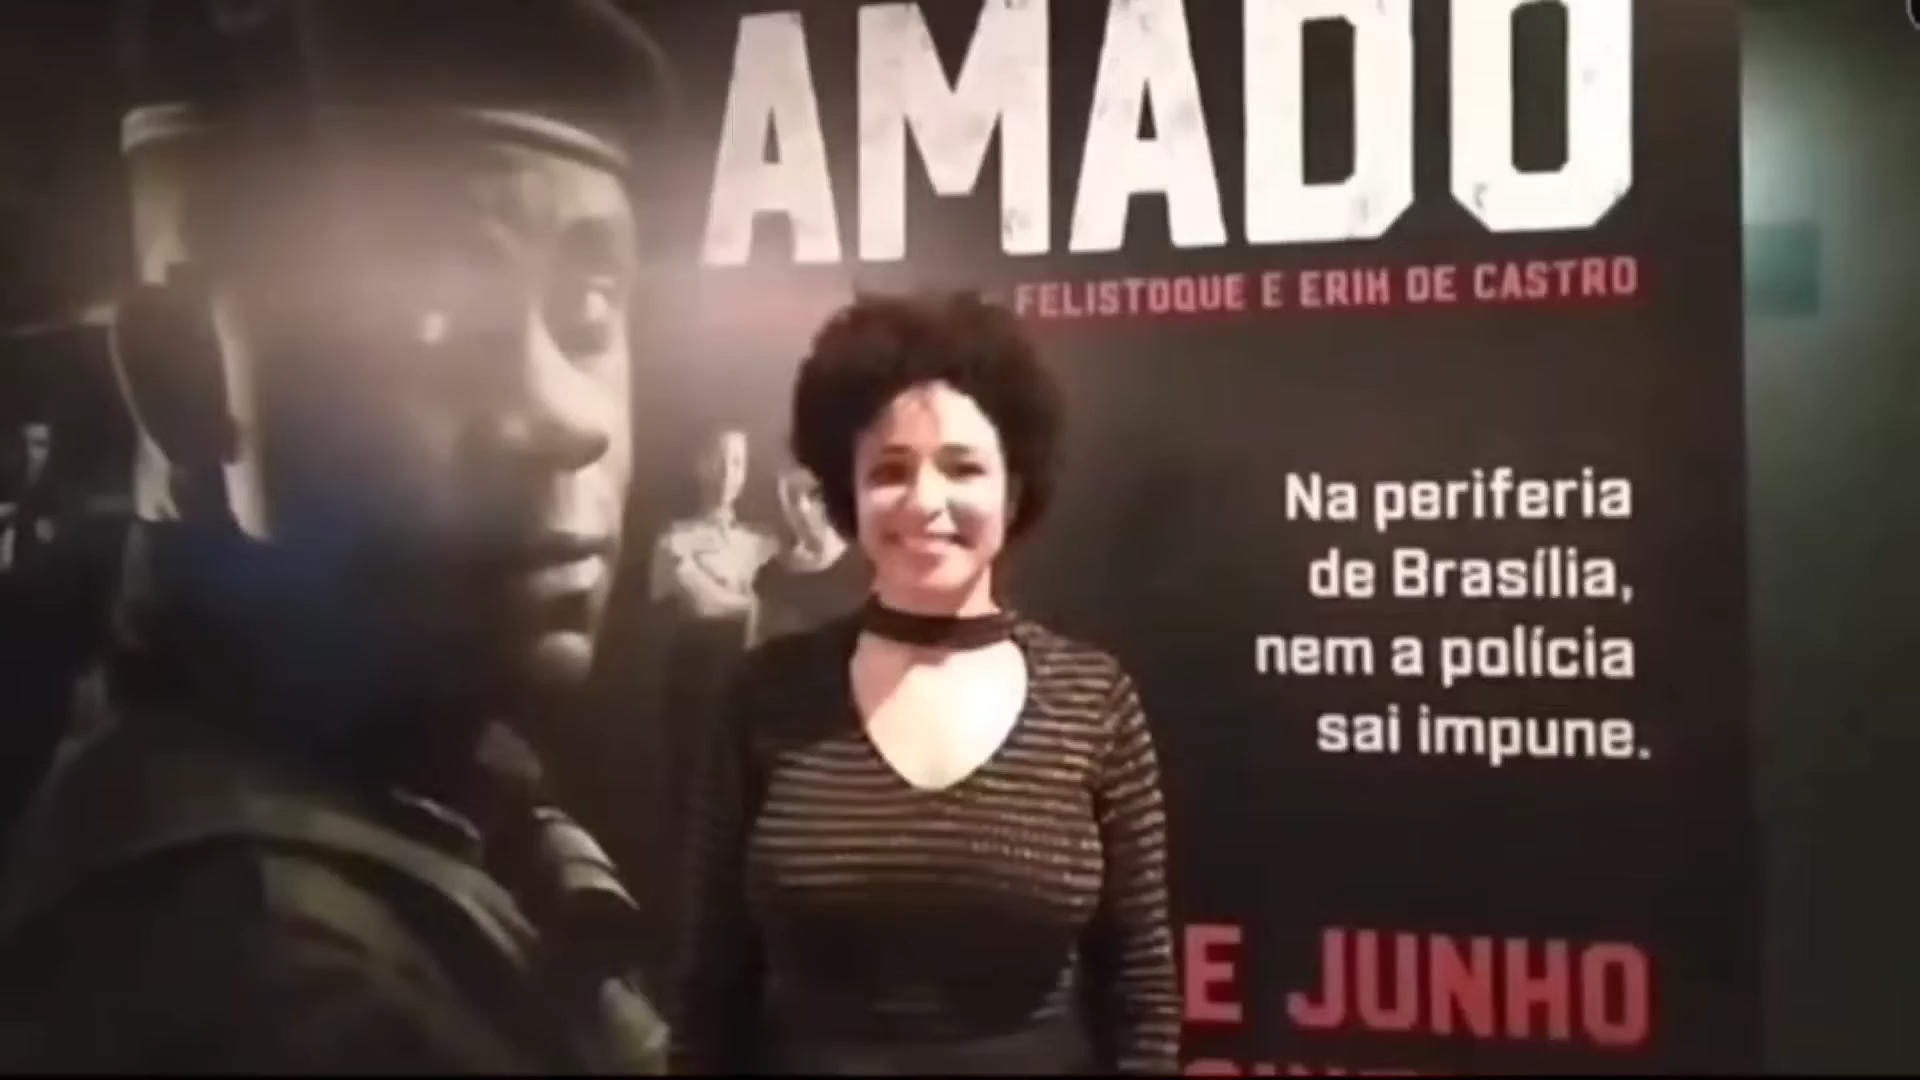 AMADO
FELISTOQUE E ERIK DE CASTRO
Na periferia
de Brasília,
nem a polícia
sai impune.
E JUNHO